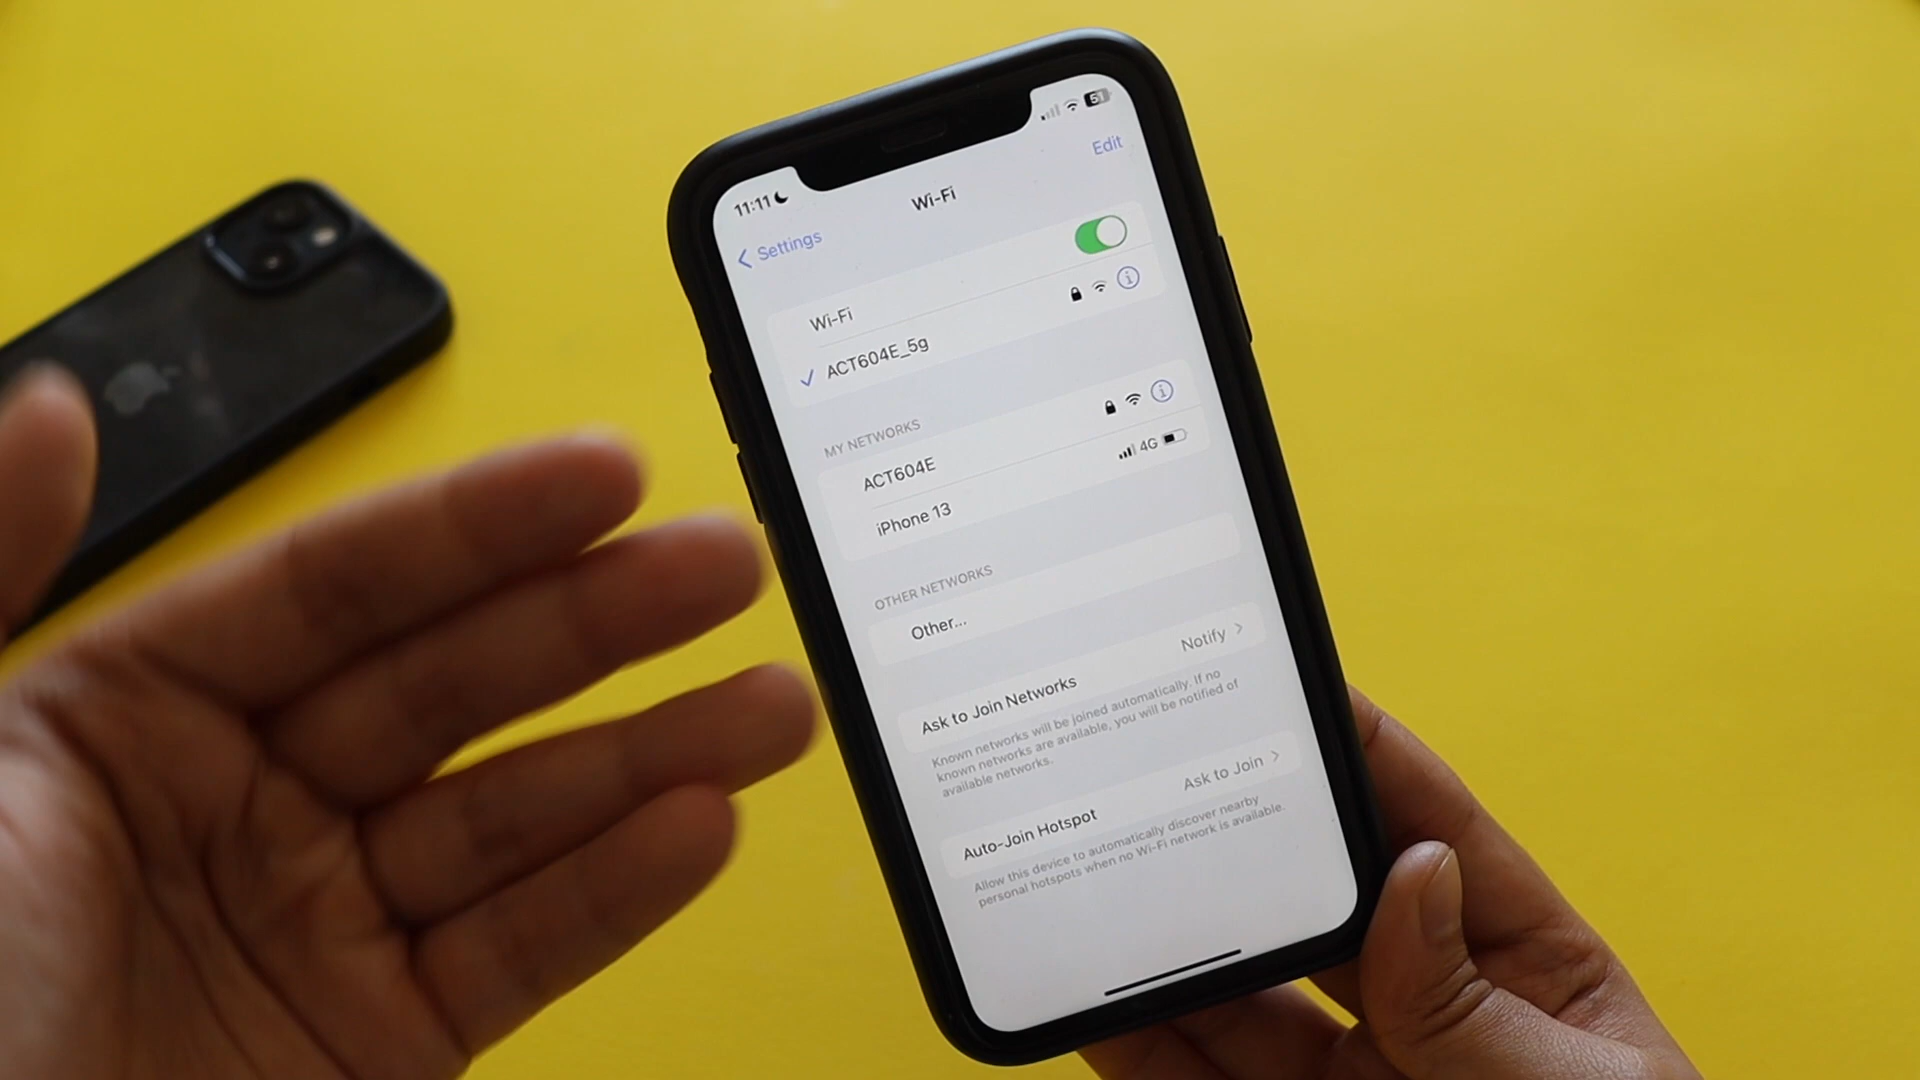 11:11
51
Edit
Settings
Wi-Fi
Wi-Fi
ACT604E_5g
MY NETWORKS
ACT604E
iPhone 13
4G
OTHER NETWORKS
Other...
Ask to Join Networks
Notify
Known networks will be joined automatically. If no
known networks are available, you will be notified of
available networks.
Auto-Join Hotspot
Ask to Join
Allow this device to automatically discover nearby
personal hotspots when no Wi-Fi network is available.